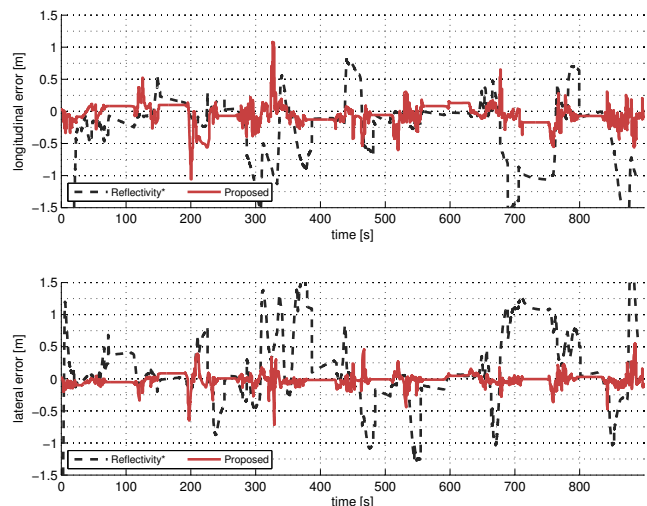 1.5
1
0.5
0
−0.5
−1
−1.5
longitudinal error [m]
Reflectivity* Proposed
0 100 200 300 400 500 600 700 800
time [s]
1.5
1
0.5
0
−0.5
−1
−1.5
lateral error [m]
Reflectivity* Proposed
0 100 200 300 400 500 600 700 800
time [s]